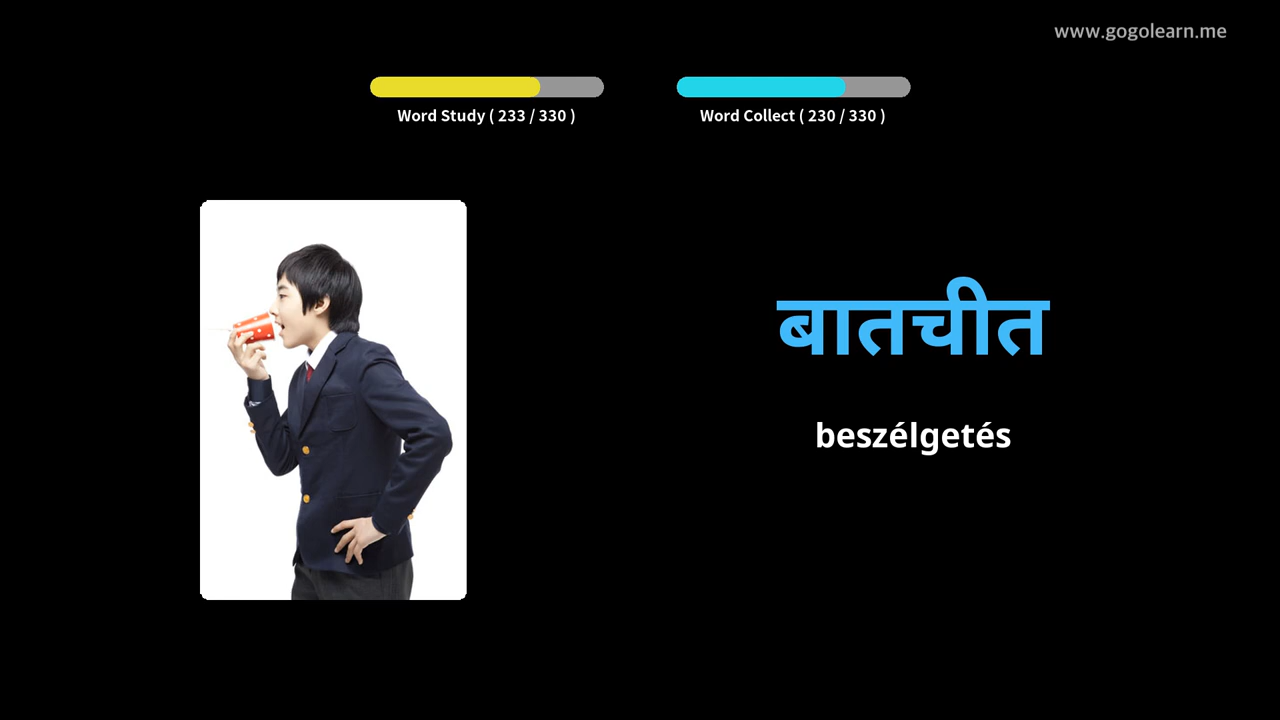 www.gogolearn.me
Word Study ( 233 / 330 )
Word Collect ( 230 / 330 )
बातचीत
beszélgetés